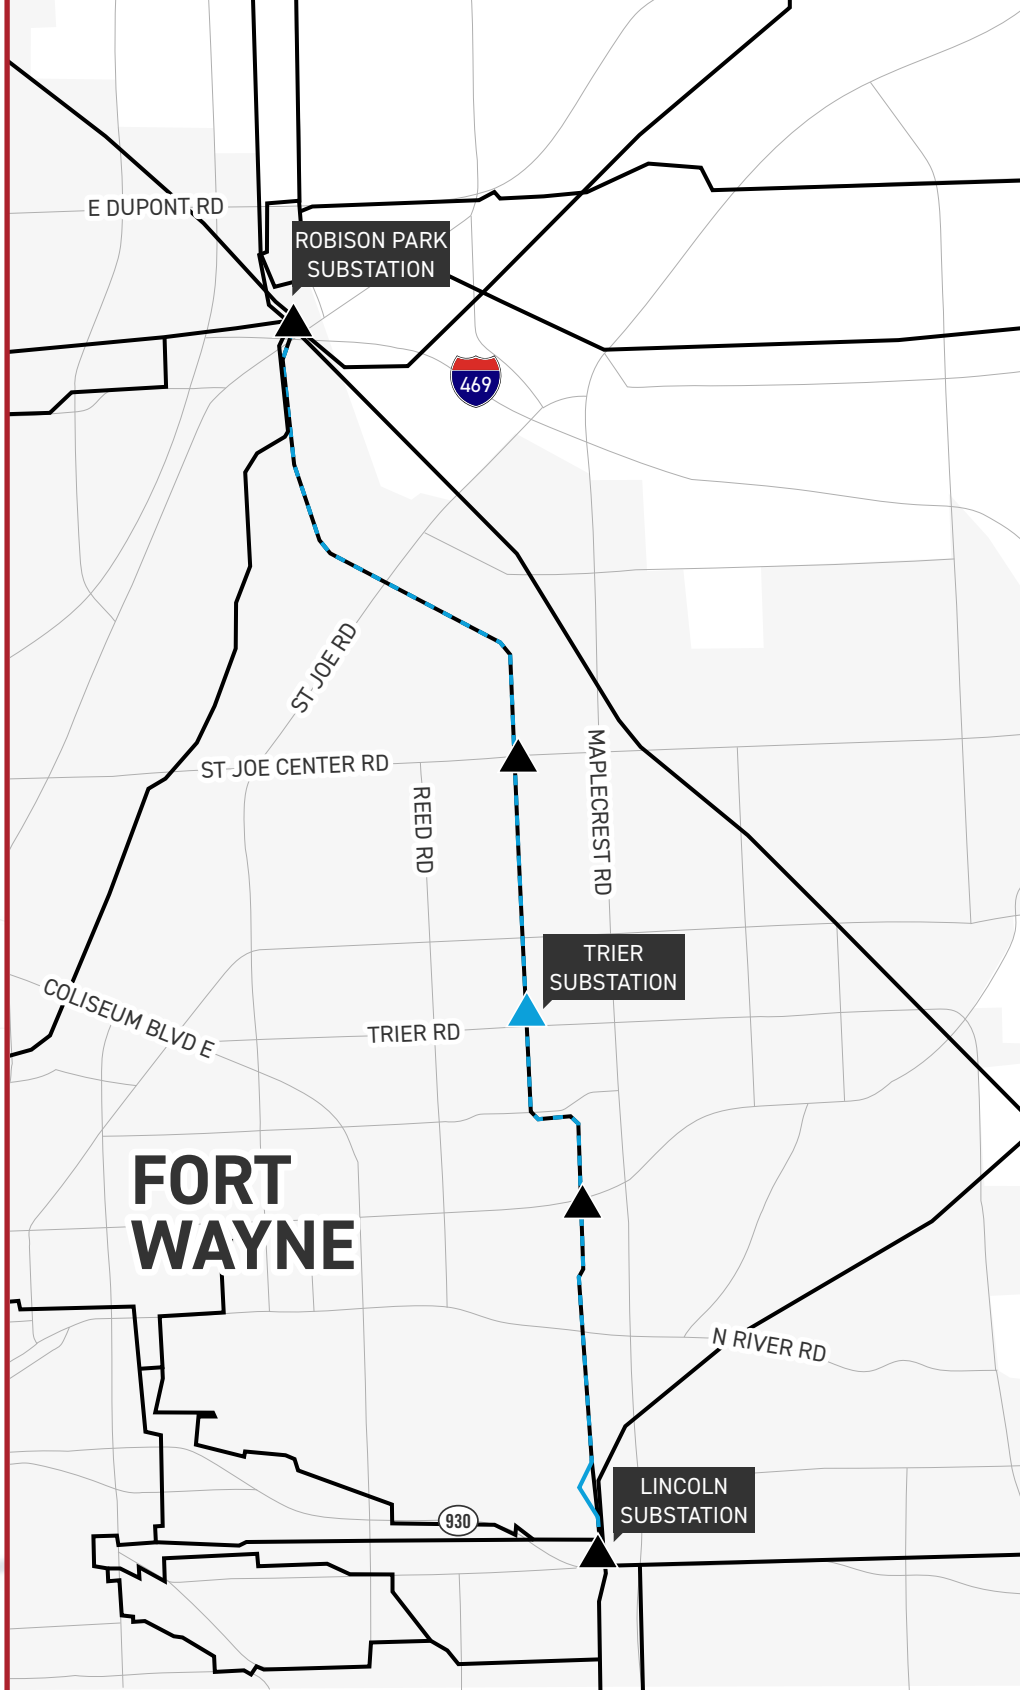 E DUPONT RD
ROBISON PARK
SUBSTATION
469
ST JOE RD
ST JOE CENTER RD
REED RD
MAPLECREST RD
TRIER
SUBSTATION
COLISEUM BLVD E
TRIER RD
FORT
WAYNE
N RIVER RD
LINCOLN
SUBSTATION
930